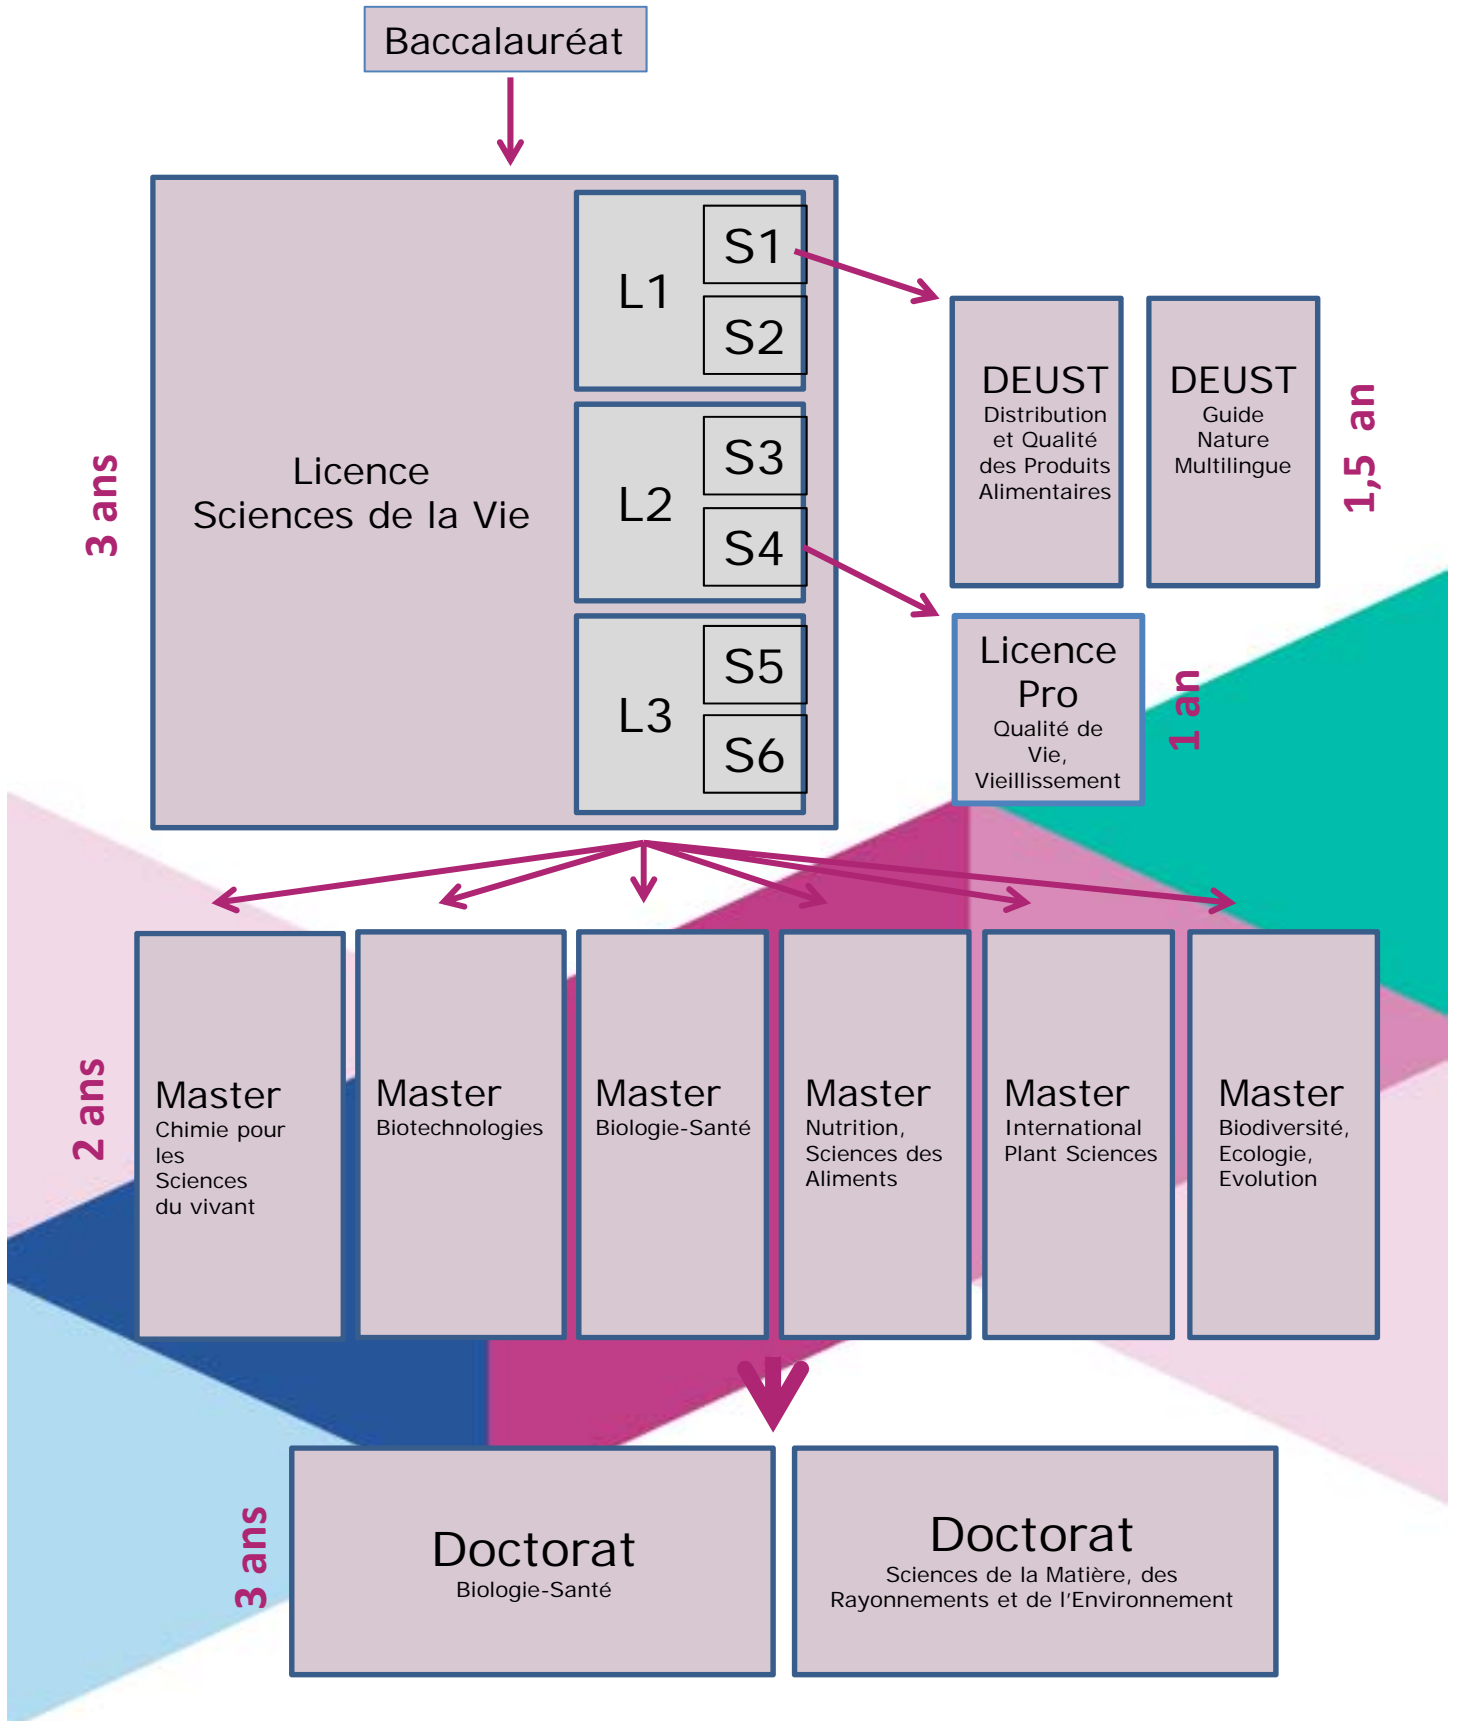 Baccalauréat
3 ans
Licence
Sciences de la Vie
L1
S1
S2
L2
S3
S4
L3
S5
S6
DEUST
Distribution
et Qualité
des Produits
Alimentaires
DEUST
Guide
Nature
Multilingue
1,5 an
Licence
Pro
Qualité de
Vie,
Vieillissement
1 an
2 ans
Master
Chimie pour
les
Sciences
du vivant
Master
Biotechnologies
Master
Biologie-Santé
Master
Nutrition,
Sciences des
Aliments
Master
International
Plant Sciences
Master
Biodiversité,
Ecologie,
Evolution
3 ans
Doctorat
Biologie-Santé
Doctorat
Sciences de la Matière, des
Rayonnements et de l'Environnement